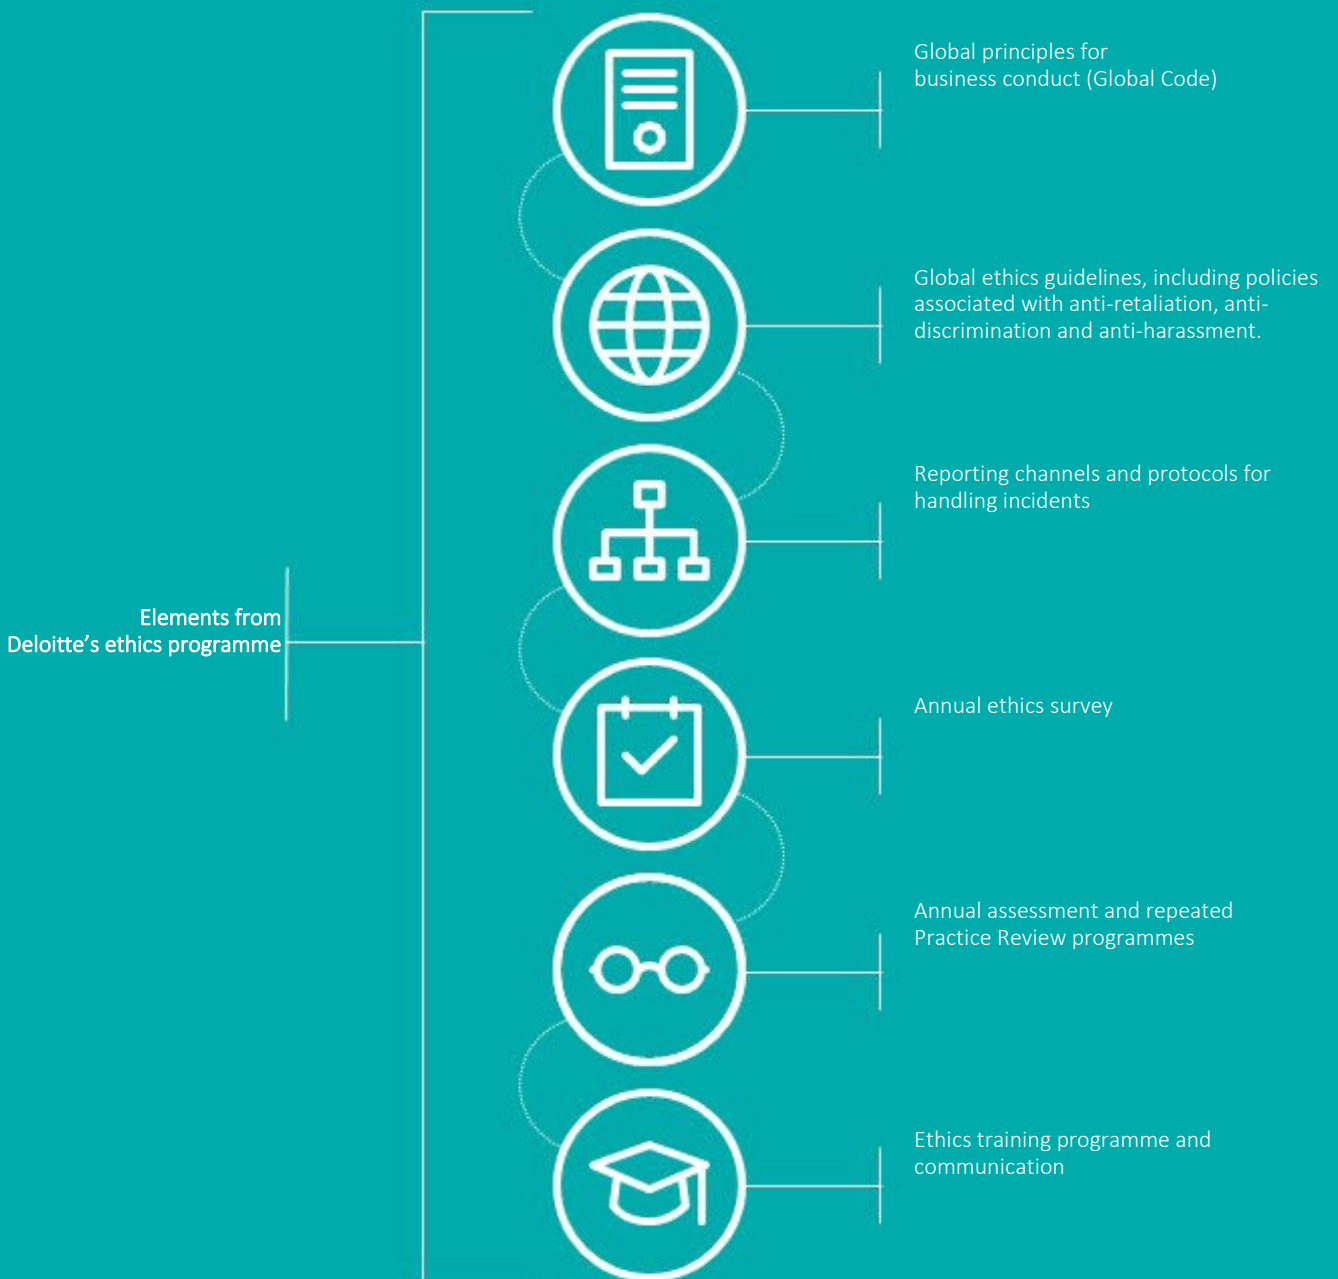 Global principles for
business conduct (Global Code)
Global ethics guidelines, including policies
associated with anti-retaliation, anti-
discrimination and anti-harassment.
Reporting channels and protocols for
handling incidents
Elements from
Deloitte’s ethics programme
Annual ethics survey
Annual assessment and repeated
Practice Review programmes
Ethics training programme and
communication